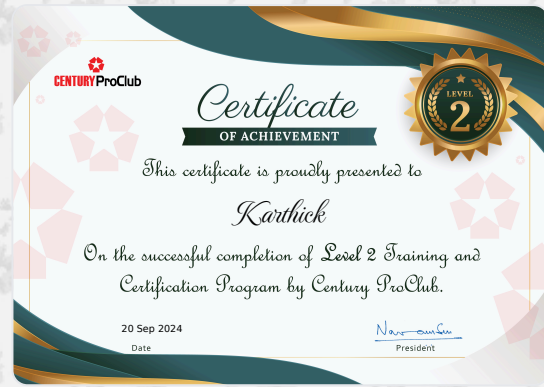 CENTURY ProClub
Certificate
OF ACHIEVEMENT
LEVEL
2
This certificate is proudly presented to
Karthick
On the successful completion of Level 2 Training and
Certification Program by Century ProClub.
20 Sep 2024
Date
President